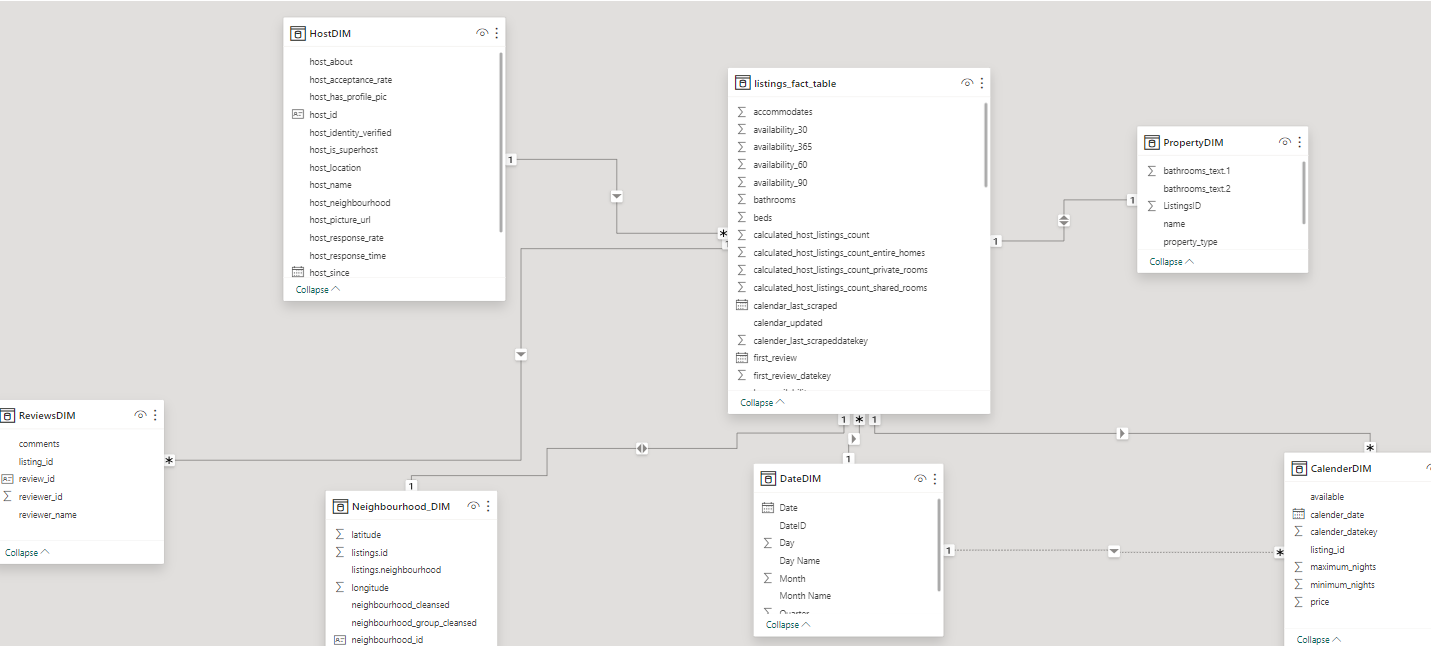 HostDIM
host_about
host_acceptance_rate
host_has_profile_pic
host_id
host_identity_verified
host_is_superhost
host_location
host_name
host_neighbourhood
host_picture_url
host_response_rate
host_response_time
host_since
Collapse
1
*
listings_fact_table
accommodates
availability_30
availability_365
availability_60
availability_90
bathrooms
beds
calculated_host_listings_count
calculated_host_listings_count_entire_homes
calculated_host_listings_count_private_rooms
calculated_host_listings_count_shared_rooms
calendar_last_scraped
calendar_updated
calender_last_scrapeddatekey
first_review
first_review_datekey
Collapse
1
1
PropertyDIM
bathrooms_text.1
bathrooms_text.2
ListingsID
name
property_type
Collapse
1
ReviewsDIM
comments
listing_id
review_id
reviewer_id
reviewer_name
Collapse
*
1
*
1
1
Neighbourhood_DIM
latitude
listings.id
listings.neighbourhood
longitude
neighbourhood_cleansed
neighbourhood_group_cleansed
neighbourhood_id
1
DateDIM
Date
DateID
Day
Day Name
Month
Month Name
Quarter
Collapse
1
*
*
CalenderDIM
available
calender_date
calender_datekey
listing_id
maximum_nights
minimum_nights
price
Collapse